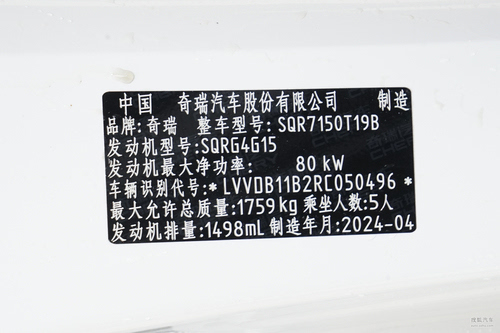 中国 奇瑞汽车股份有限公司 制造
品牌:奇瑞 整车型号:SQR7150T19B
发动机型号:SQRG4G15
发动机最大净功率: 80 kW
车辆识别代号:*LVVDB11B2RC050496*
最大允许总质量:1759kg 乘坐人数:5人
发动机排量:1498mL 制造年月:2024-04